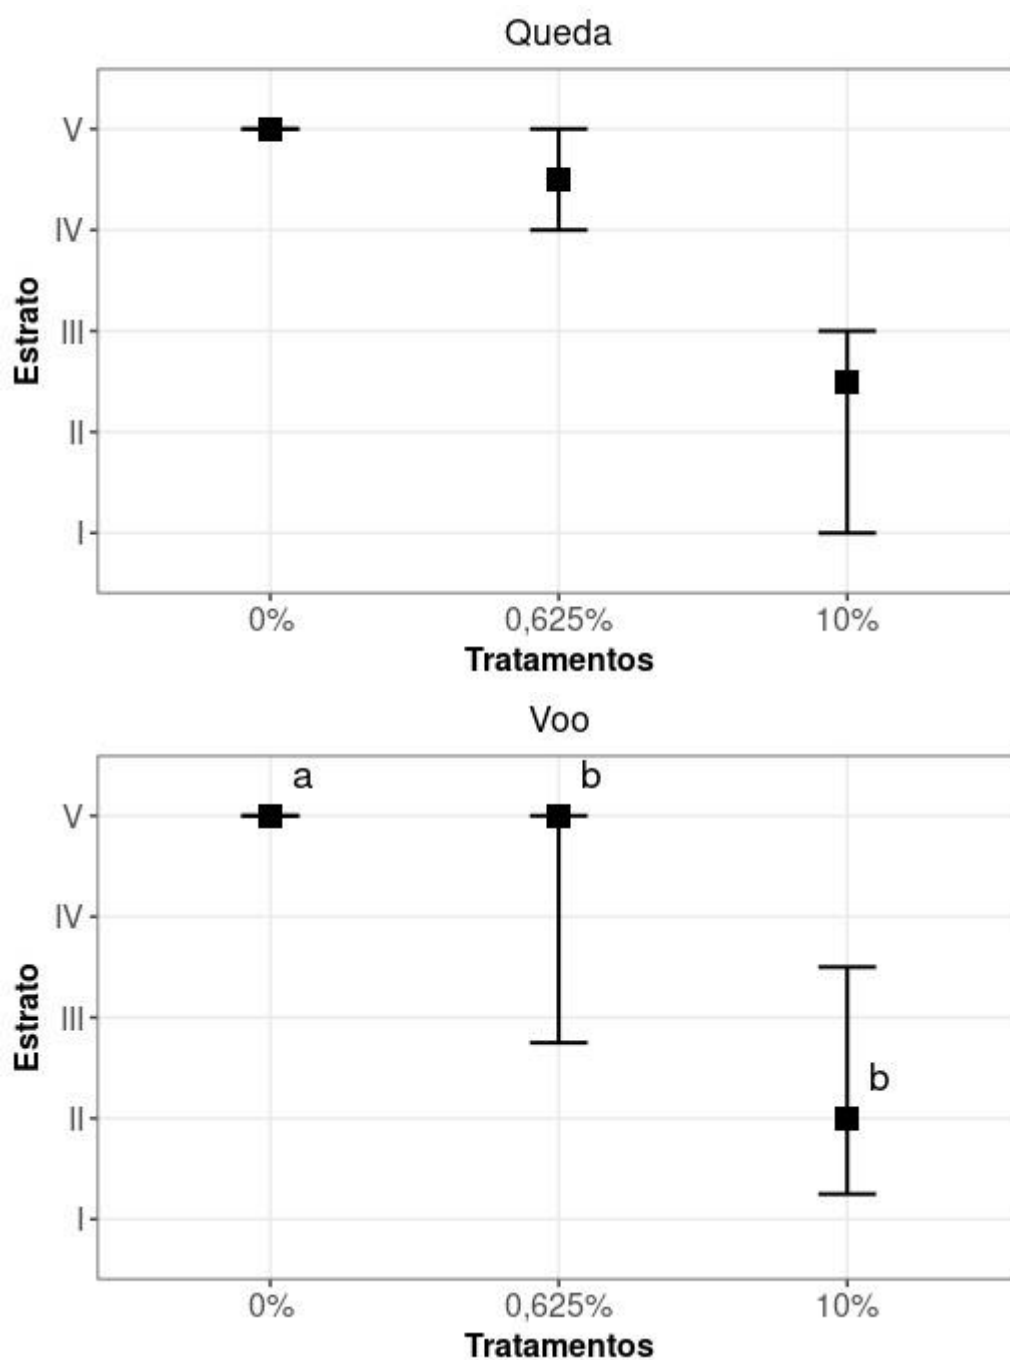 Queda
V
IV
III
II
I
Estrato
0% 0,625% 10%
Tratamentos
Voo
a b
V
IV
III
b
II
I
Estrato
0% 0,625% 10%
Tratamentos